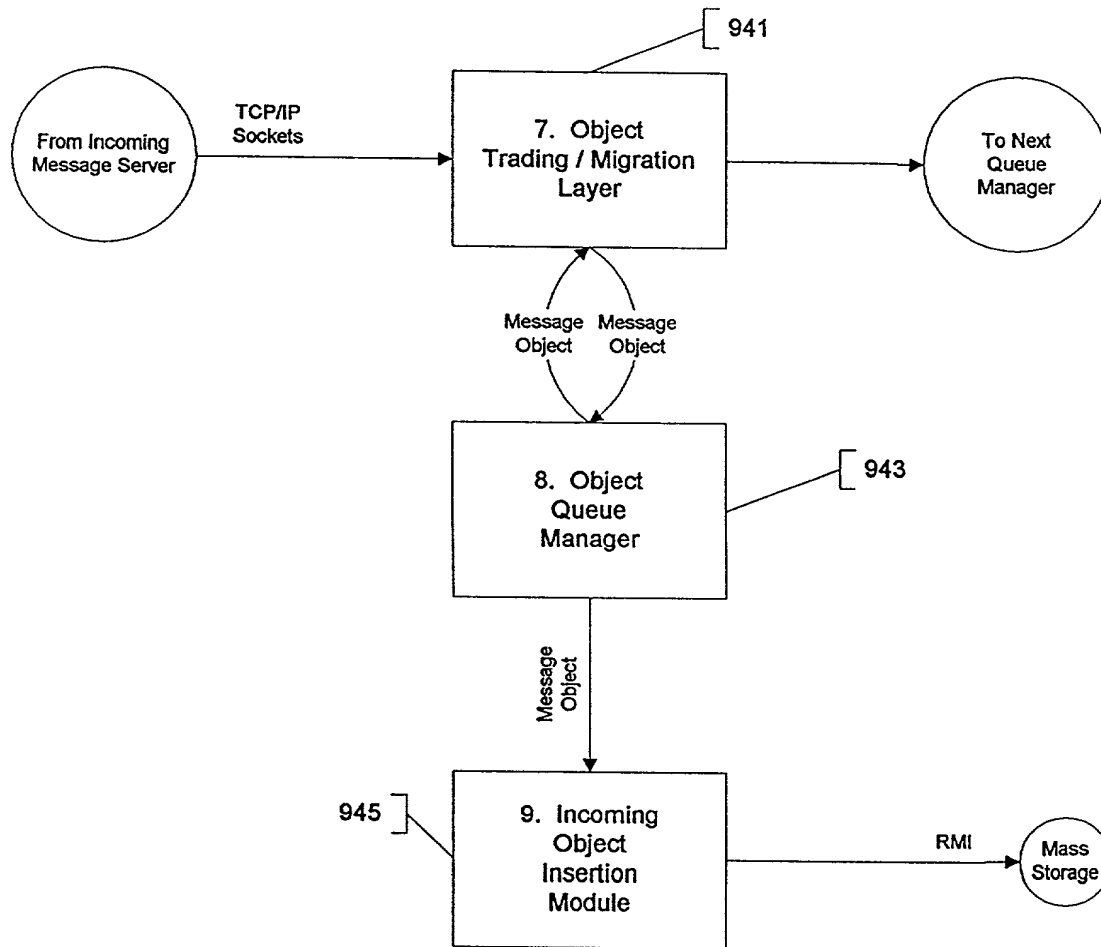 941
TCP/IP
Sockets
From Incoming
Message Server
7. Object
Trading / Migration
Layer
To Next
Queue
Manager
Message
Object
Message
Object
8. Object
Queue
Manager
943
Message
Object
945
9. Incoming
Object
Insertion
Module
RMI
Mass
Storage